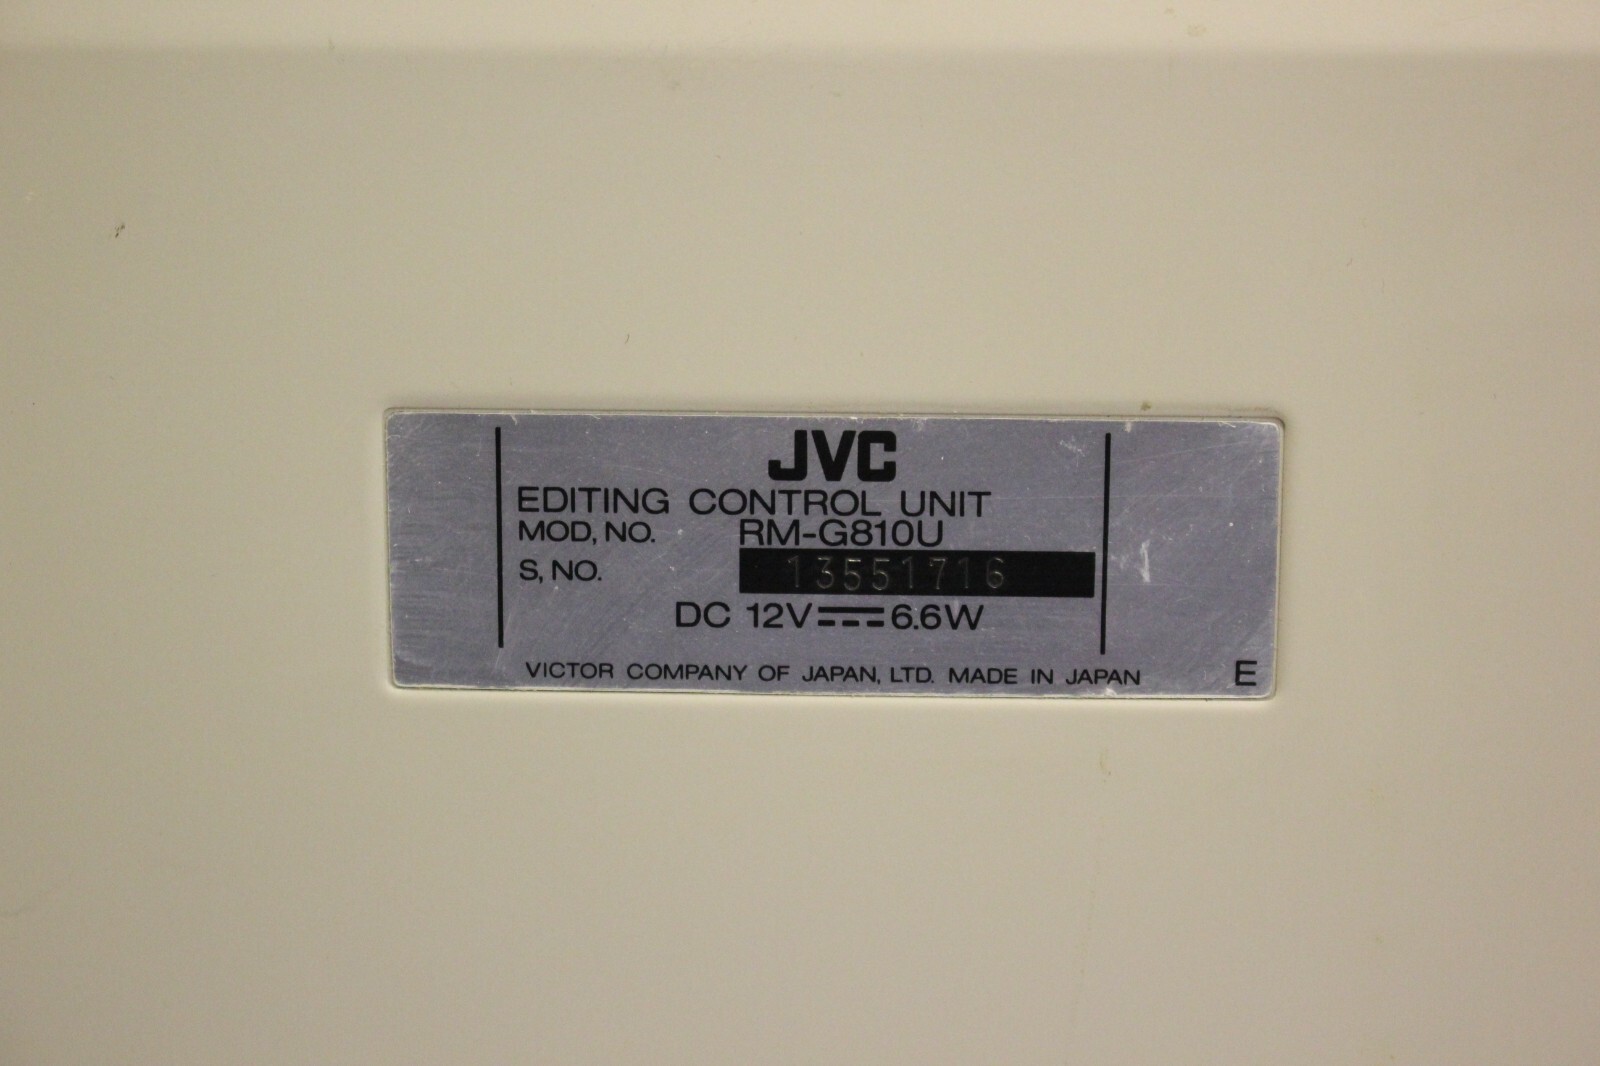 JVC
EDITING CONTROL UNIT
MOD, NO. RM-G810U
S, NO. 13551716
DC 12V⎓6.6W
VICTOR COMPANY OF JAPAN, LTD. MADE IN JAPAN E